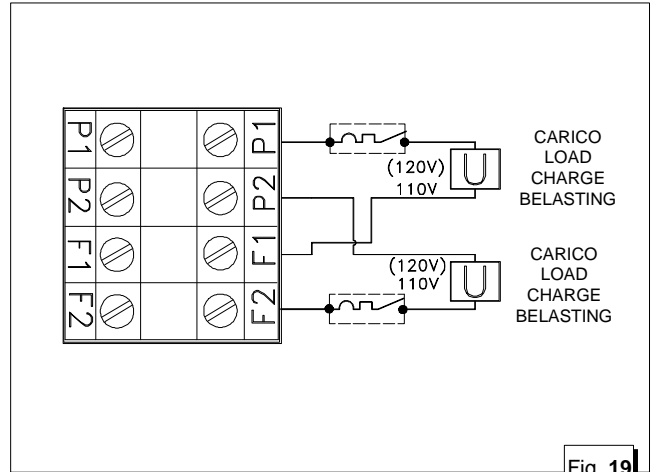 P1 P1
P2 P2
F1 F1
F2 F2
(120V)
110V
U
CARICO
LOAD
CHARGE
BELASTING
(120V)
110V
U
CARICO
LOAD
CHARGE
BELASTING
Fig. 19